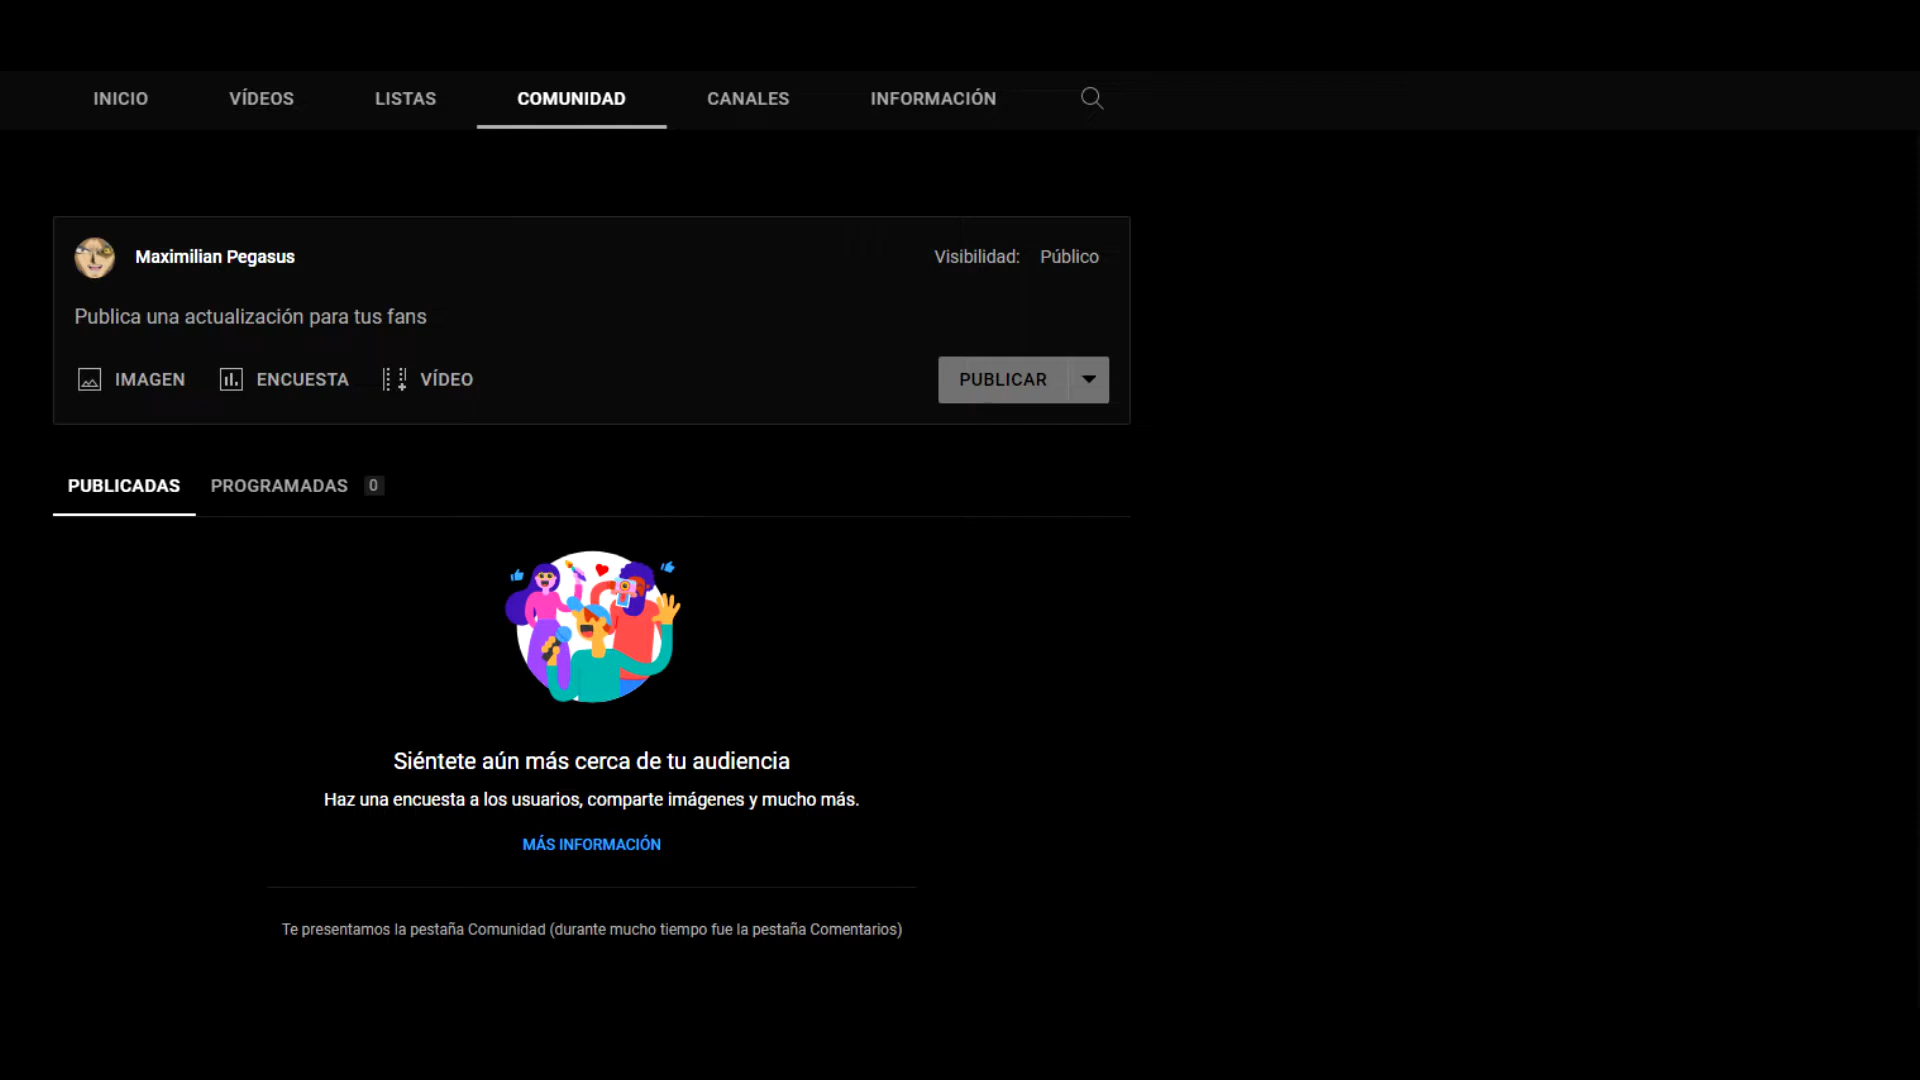 INICIO VÍDEOS LISTAS COMUNIDAD CANALES INFORMACIÓN
Maximilian Pegasus Visibilidad: Público
Publica una actualización para tus fans
IMAGEN ENCUESTA VÍDEO PUBLICAR
PUBLICADAS PROGRAMADAS 0
Siéntete aún más cerca de tu audiencia
Haz una encuesta a los usuarios, comparte imágenes y mucho más.
MÁS INFORMACIÓN
Te presentamos la pestaña Comunidad (durante mucho tiempo fue la pestaña Comentarios)